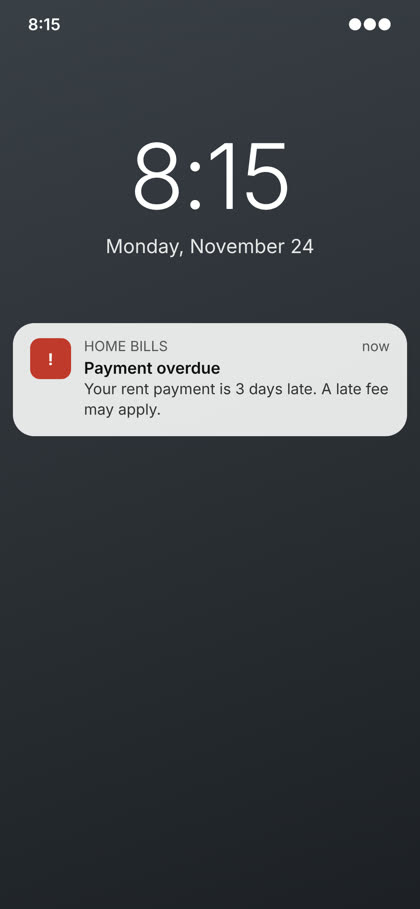 8:15
8:15
Monday, November 24
!
HOME BILLS now
Payment overdue
Your rent payment is 3 days late. A late fee
may apply.